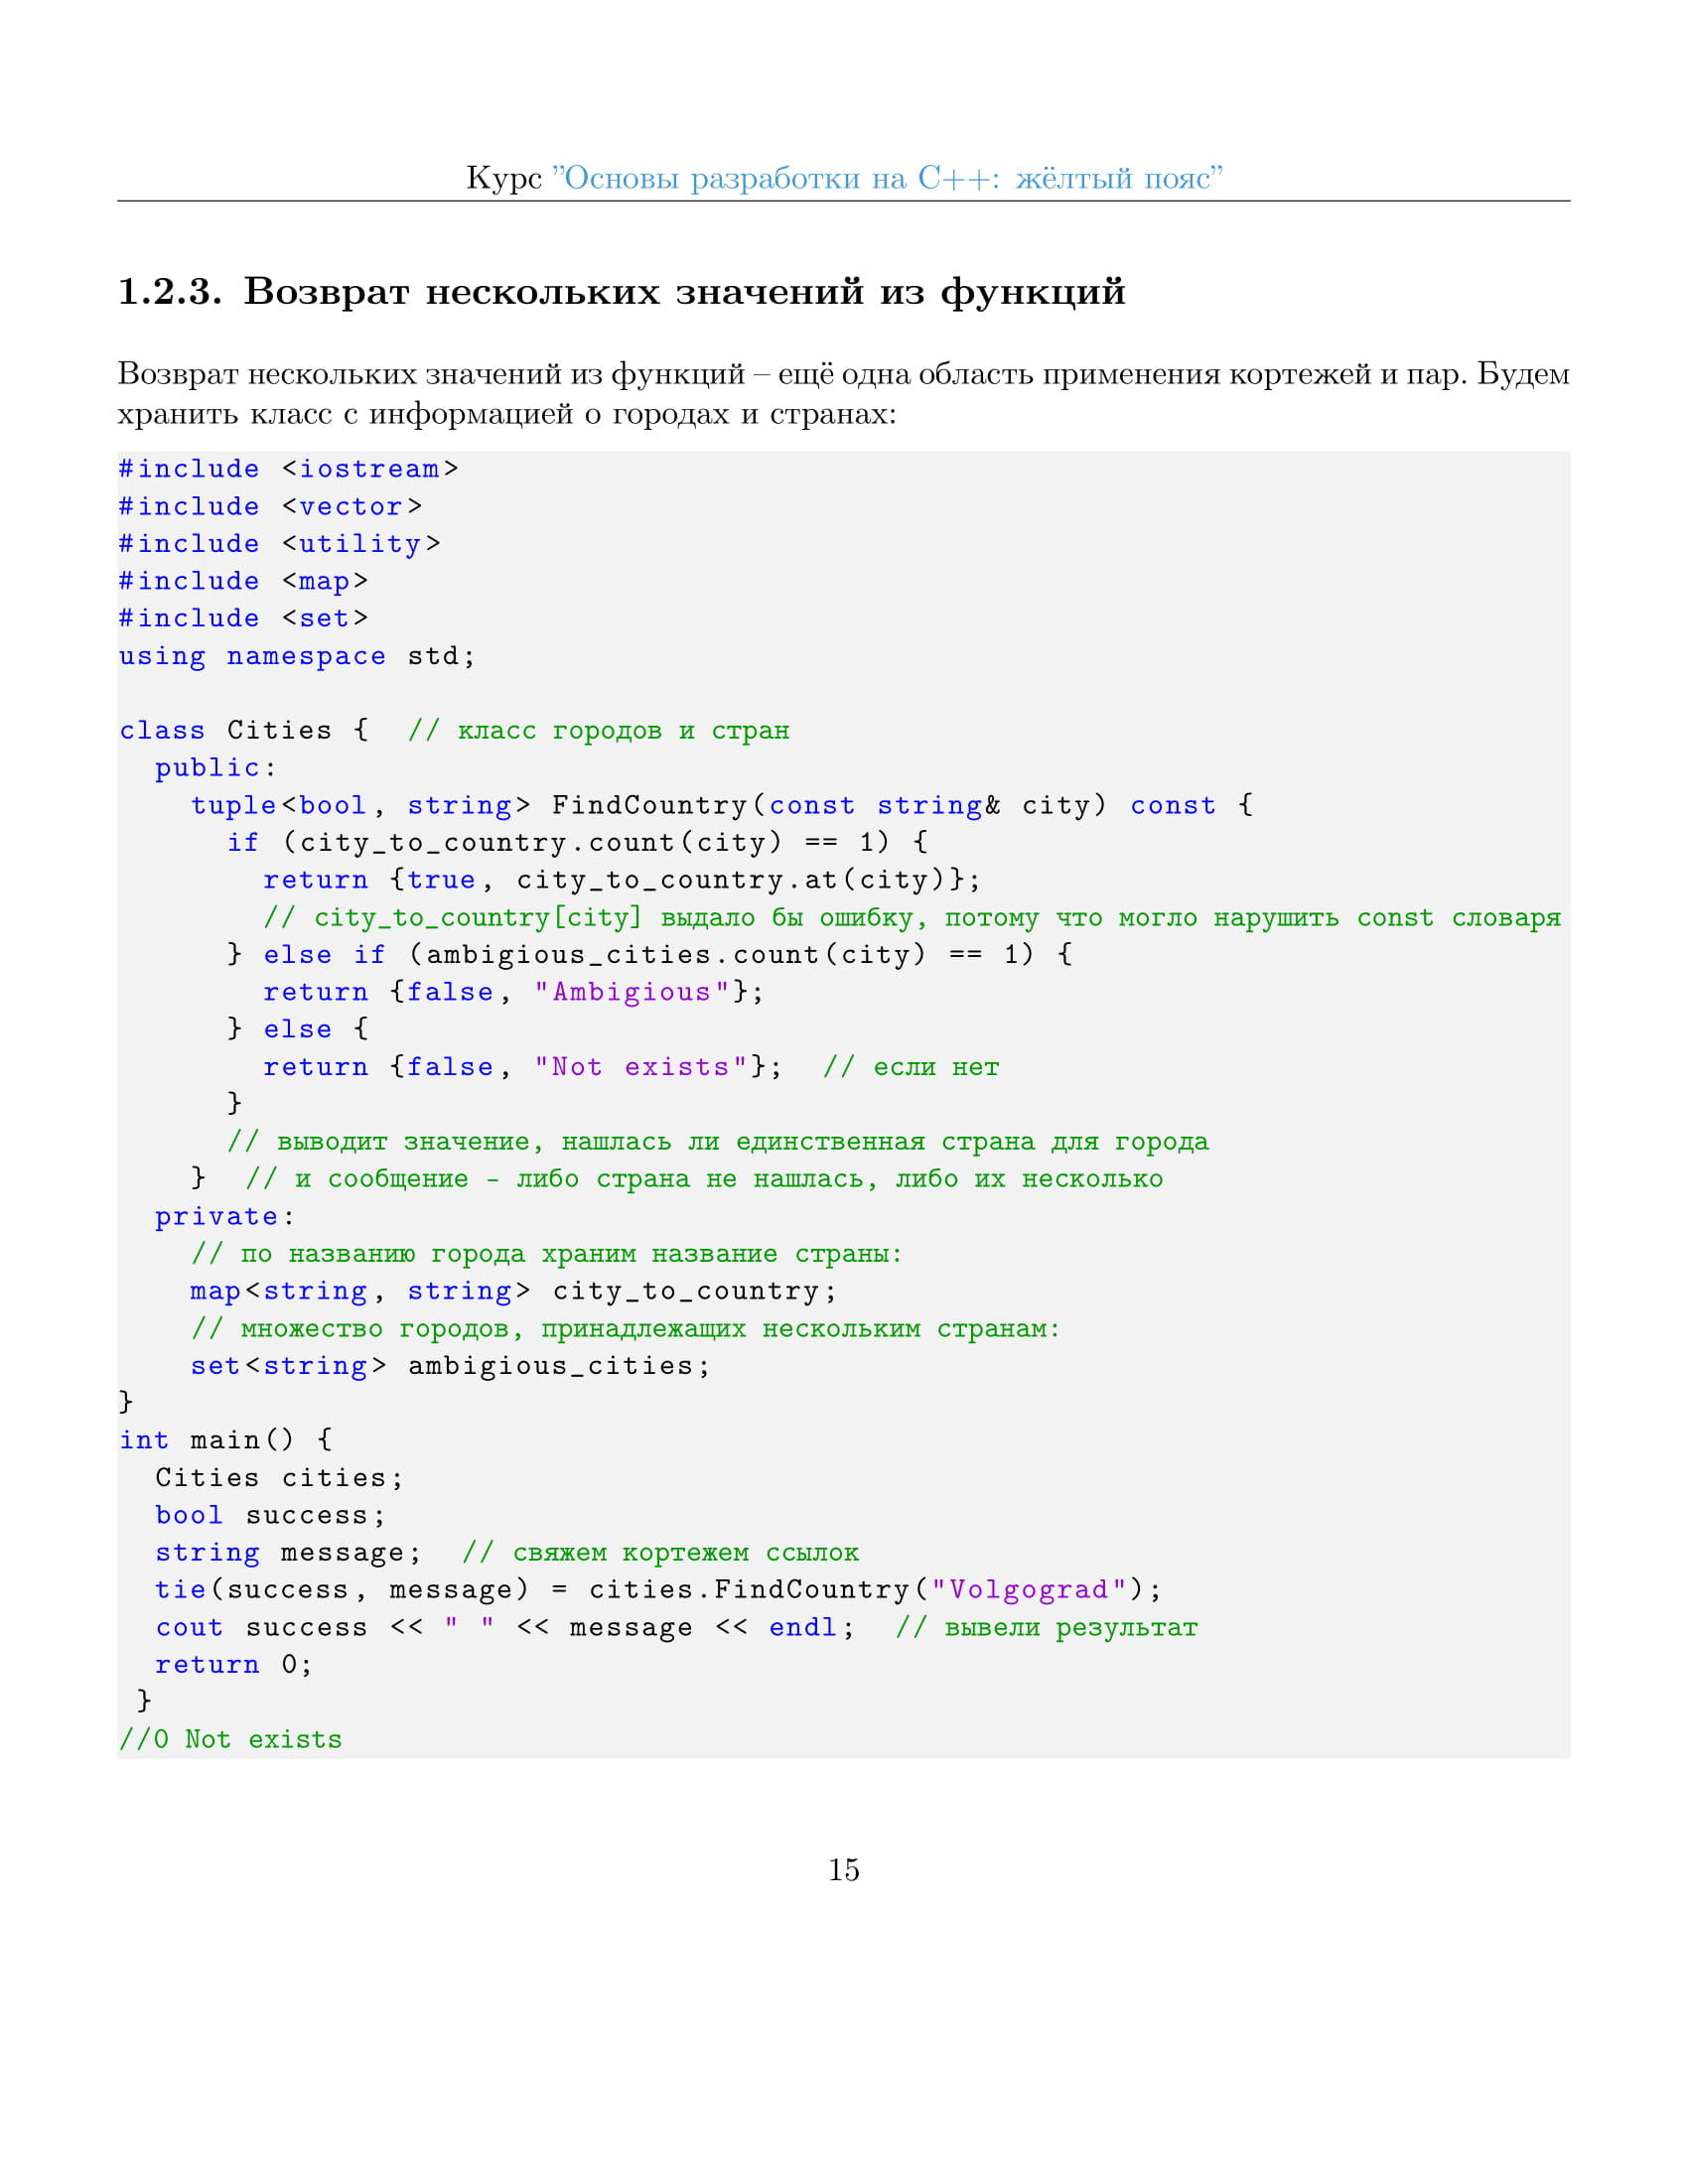 Курс ”Основы разработки на C++: жёлтый пояс”
1.2.3. Возврат нескольких значений из функций
Возврат нескольких значений из функций – ещё одна область применения кортежей и пар. Будем
хранить класс с информацией о городах и странах:
#include <iostream>
#include <vector>
#include <utility>
#include <map>
#include <set>
using namespace std;

class Cities {  // класс городов и стран
  public:
    tuple<bool, string> FindCountry(const string& city) const {
      if (city_to_country.count(city) == 1) {
        return {true, city_to_country.at(city)};
        // city_to_country[city] выдало бы ошибку, потому что могло нарушить const словаря
      } else if (ambigious_cities.count(city) == 1) {
        return {false, "Ambigious"};
      } else {
        return {false, "Not exists"};  // если нет
      }
      // выводит значение, нашлась ли единственная страна для города
    }  // и сообщение - либо страна не нашлась, либо их несколько
  private:
    // по названию города храним название страны:
    map<string, string> city_to_country;
    // множество городов, принадлежащих нескольким странам:
    set<string> ambigious_cities;
}
int main() {
  Cities cities;
  bool success;
  string message;  // свяжем кортежем ссылок
  tie(success, message) = cities.FindCountry("Volgograd");
  cout success << " " << message << endl;  // вывели результат
  return 0;
 }
//0 Not exists
15